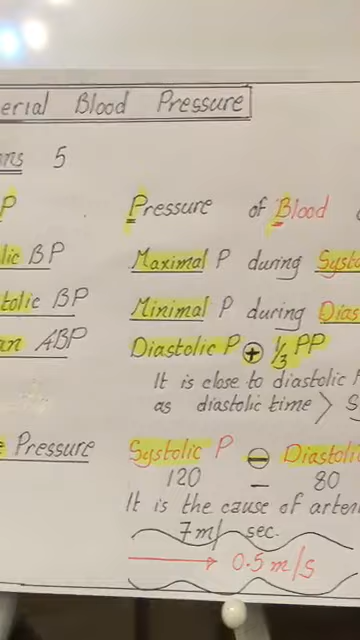 erial Blood Pressure
ns 5
P Pressure of Blood
lic BP Maximal P during Systo
tolic BP Minimal P during Dias
an ABP Diastolic P + 1/3 PP
It is close to diastolic P
as diastolic time > S
e Pressure Systolic P − Diastoli
120 − 80
It is the cause of arter
7m/ sec.
→ 0.5 m/s